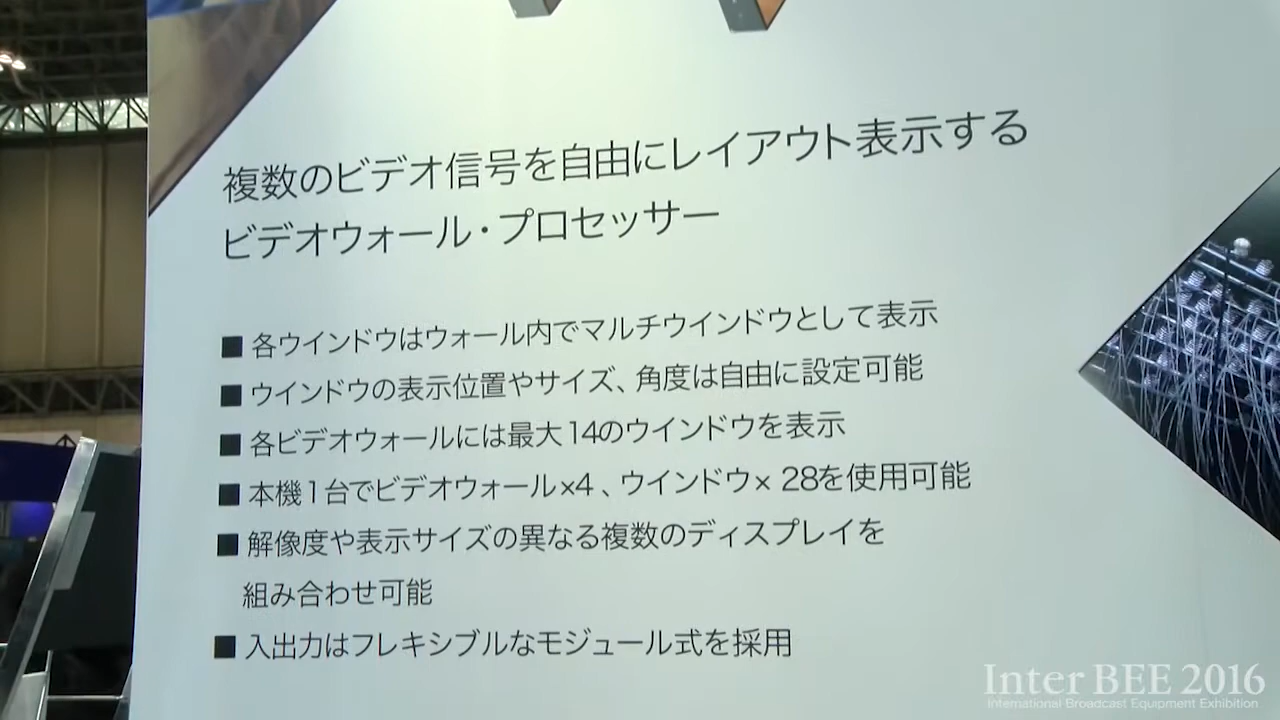 複数のビデオ信号を自由にレイアウト表示する
ビデオウォール・プロセッサー
■ 各ウインドウはウォール内でマルチウインドウとして表示
■ ウインドウの表示位置やサイズ、角度は自由に設定可能
■ 各ビデオウォールには最大14のウインドウを表示
■ 本機1台でビデオウォール×4、ウインドウ×28を使用可能
■ 解像度や表示サイズの異なる複数のディスプレイを
組み合わせ可能
■ 入出力はフレキシブルなモジュール式を採用
Inter BEE 2016
International Broadcast Equipment Exhibition